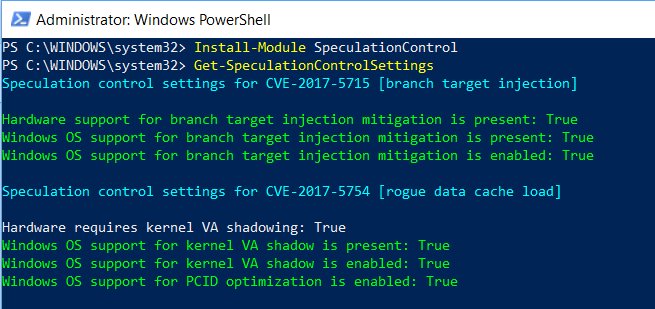 Administrator: Windows PowerShell
PS C:\WINDOWS\system32> Install-Module SpeculationControl
PS C:\WINDOWS\system32> Get-SpeculationControlSettings
Speculation control settings for CVE-2017-5715 [branch target injection]
Hardware support for branch target injection mitigation is present: True
Windows OS support for branch target injection mitigation is present: True
Windows OS support for branch target injection mitigation is enabled: True
Speculation control settings for CVE-2017-5754 [rogue data cache load]
Hardware requires kernel VA shadowing: True
Windows OS support for kernel VA shadow is present: True
Windows OS support for kernel VA shadow is enabled: True
Windows OS support for PCID optimization is enabled: True